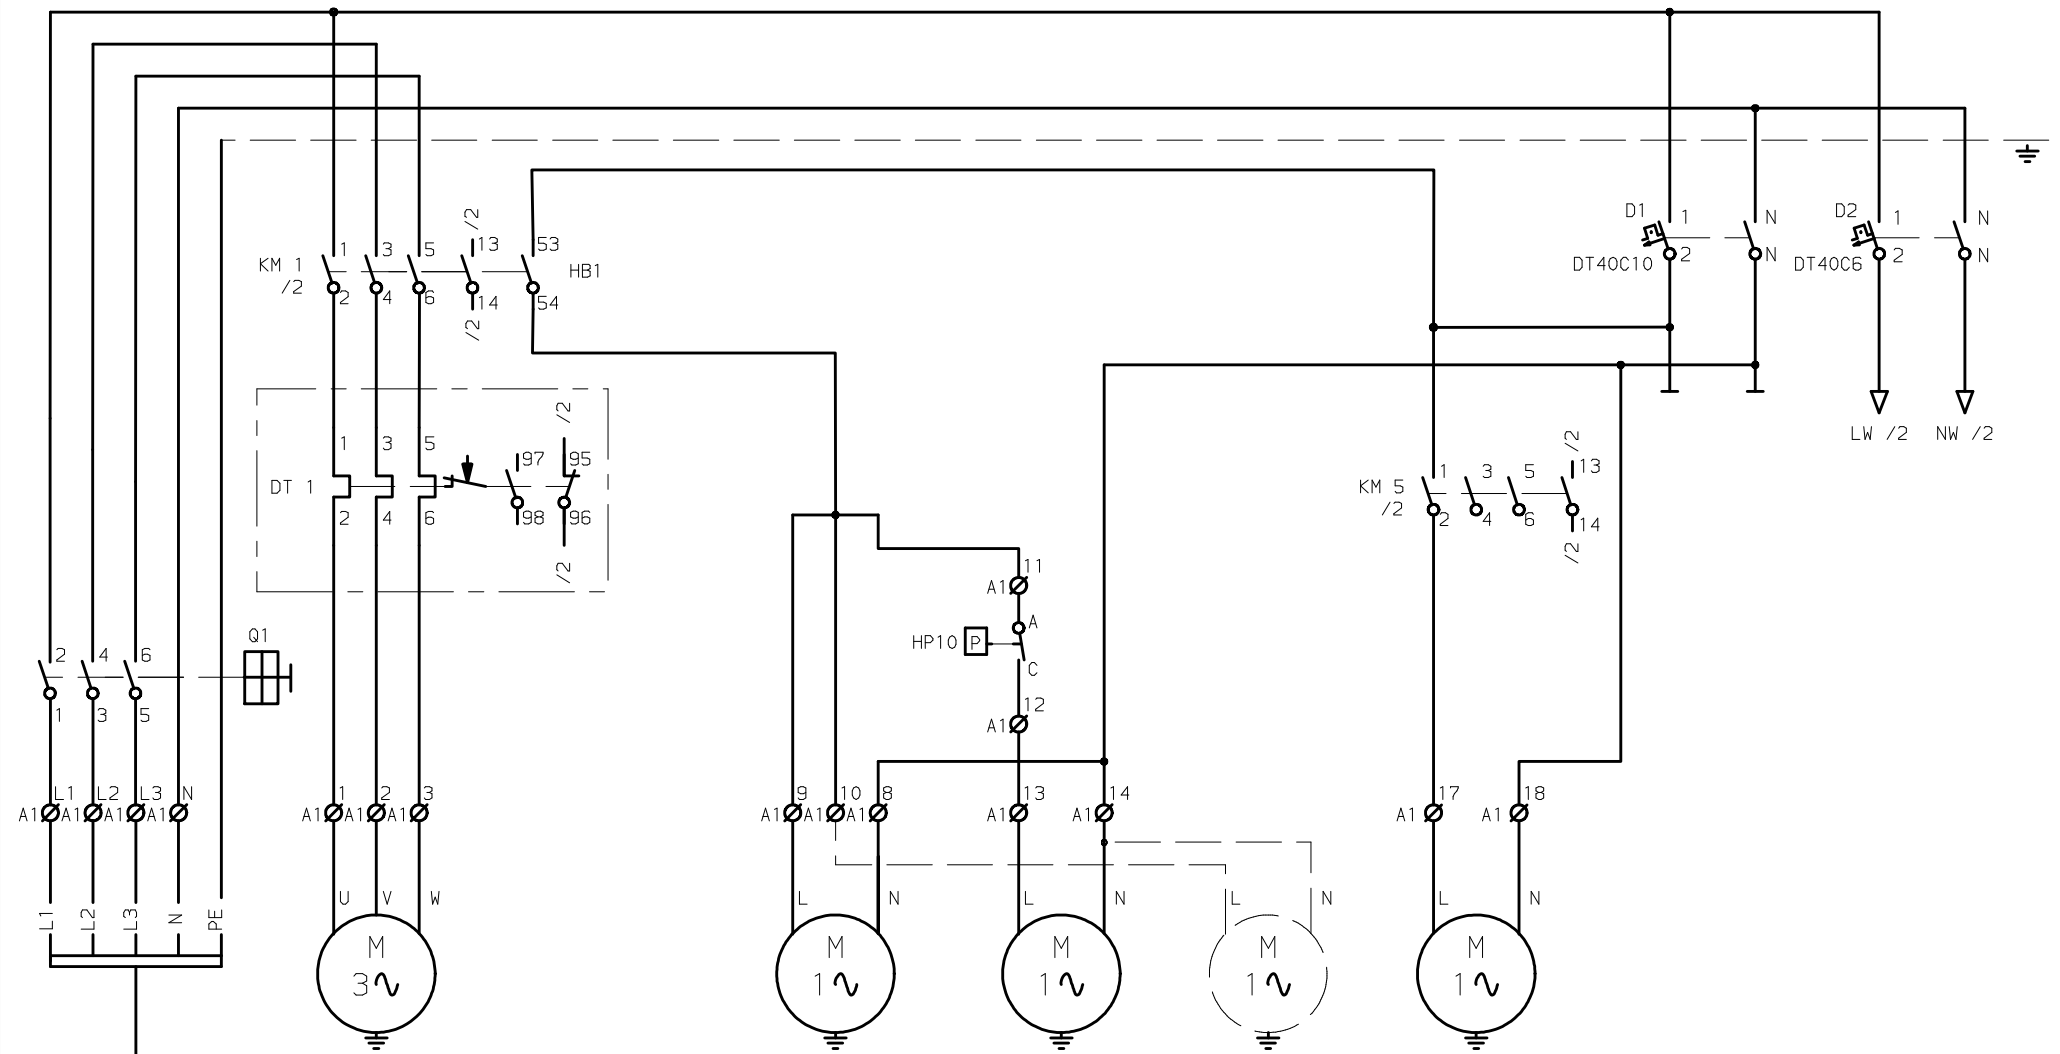 D1 1 N D2 1 N
/2
KM 1 1 3 5 13 53
/2 HB1
2 4 6 14 54
/2
2 N 2 N
DT40C10 DT40C6
LW /2 NW /2
/2
1 3 5 97 95
DT 1
2 4 6 98 96
/2
/2
1 3 5 13
KM 5
/2
2 4 6 14
/2
11
A1
A
HP10 P
C
12
A1
Q1
2 4 6
1 3 5
L1 L2 L3 N 1 2 3 9 10 8 13 14 17 18
A1 A1 A1 A1 A1 A1 A1 A1 A1 A1 A1 A1 A1 A1
L1 L2 L3 N PE
U V W L N L N L N L N
M M M M M
3 1 1 1 1